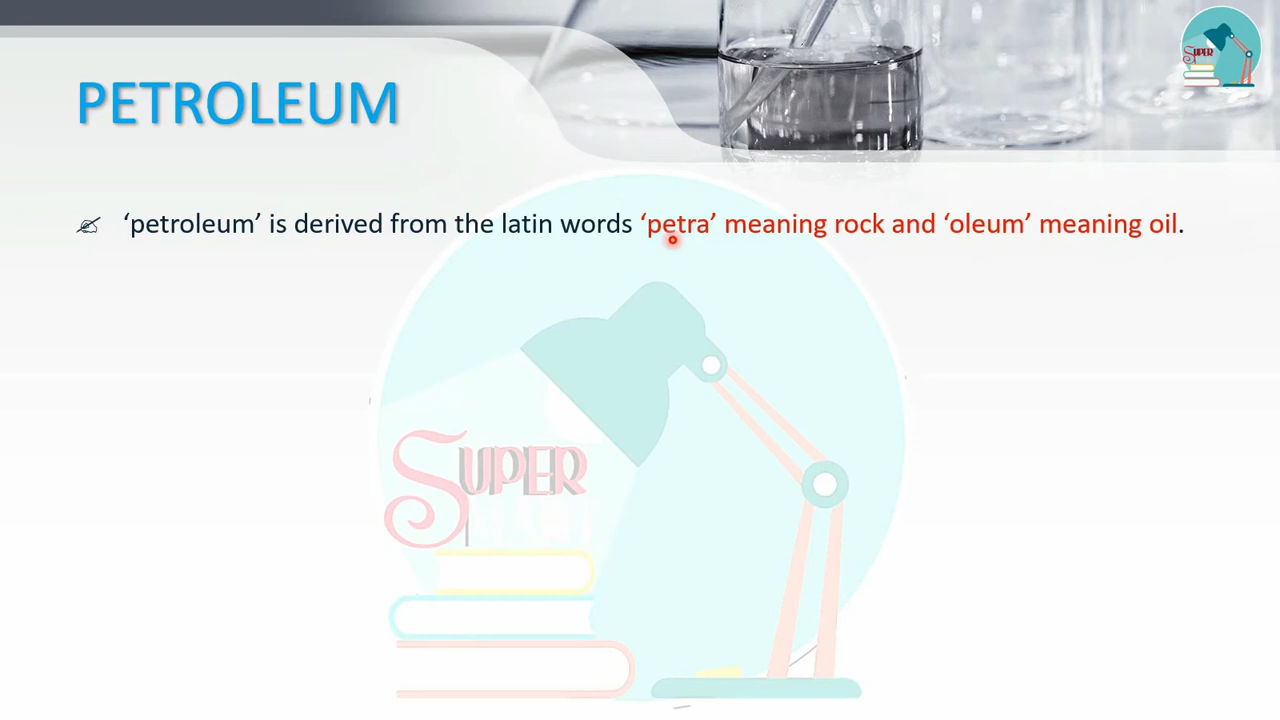 PETROLEUM
SUPER
‘petroleum’ is derived from the latin words ‘petra’ meaning rock and ‘oleum’ meaning oil.
SUPER